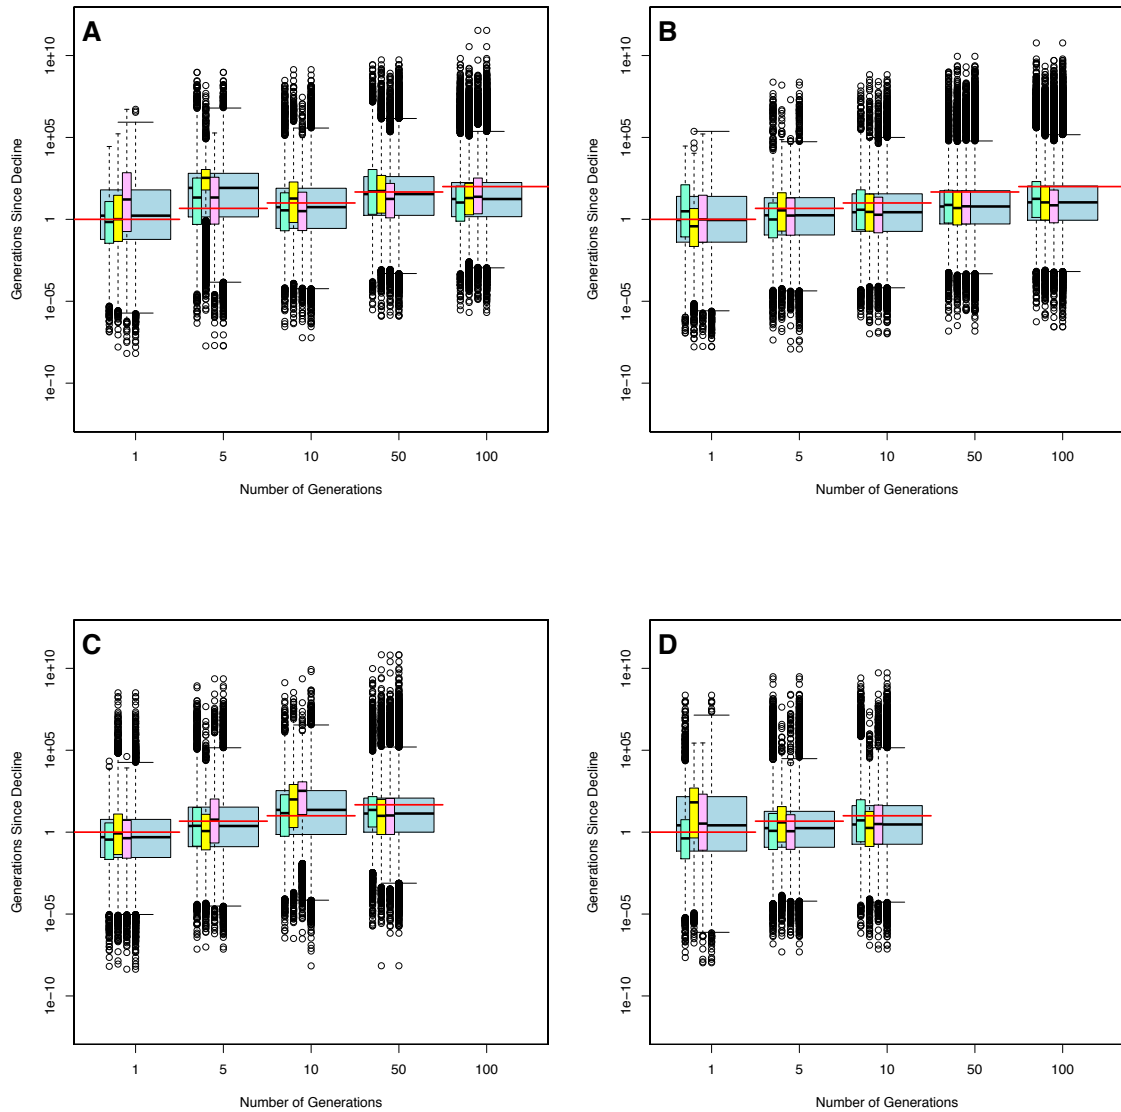 A
Generations Since Decline
1e+10
1e+05
1
1e-05
1e-10
1 5 10 50 100
Number of Generations
B
Generations Since Decline
1e+10
1e+05
1
1e-05
1e-10
1 5 10 50 100
Number of Generations
C
Generations Since Decline
1e+10
1e+05
1
1e-05
1e-10
1 5 10 50 100
Number of Generations
D
Generations Since Decline
1e+10
1e+05
1
1e-05
1e-10
1 5 10 50 100
Number of Generations